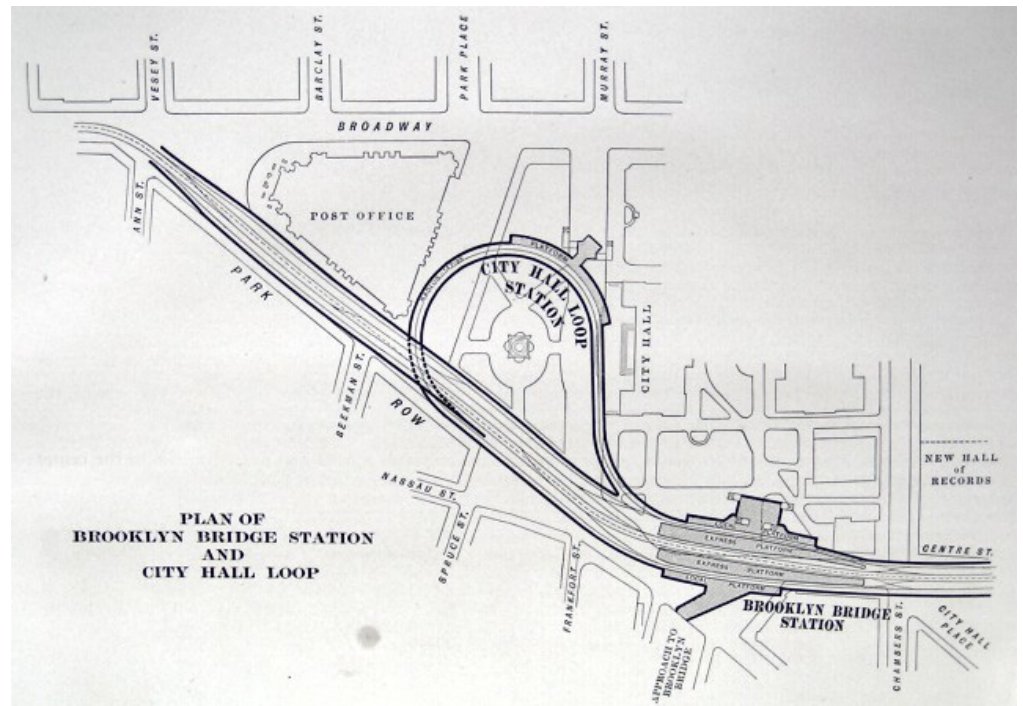 VESEY ST.
BARCLAY ST.
PARK PLACE
MURRAY ST.
BROADWAY
ANN ST.
POST OFFICE
PARK
PLATFORM
CITY HALL LOOP
STATION
CITY HALL
BEEKMAN ST.
ROW
NASSAU ST.
SPRUCE ST.
FRANKFORT ST.
NEW HALL
of
RECORDS
CENTRE ST.
PLAN OF
BROOKLYN BRIDGE STATION
AND
CITY HALL LOOP
PLATFORM
EXPRESS PLATFORM
EXPRESS PLATFORM
LOCAL PLATFORM
BROOKLYN BRIDGE
STATION
APPROACH TO
BROOKLYN
BRIDGE
CHAMBERS ST.
CITY HALL
PLACE